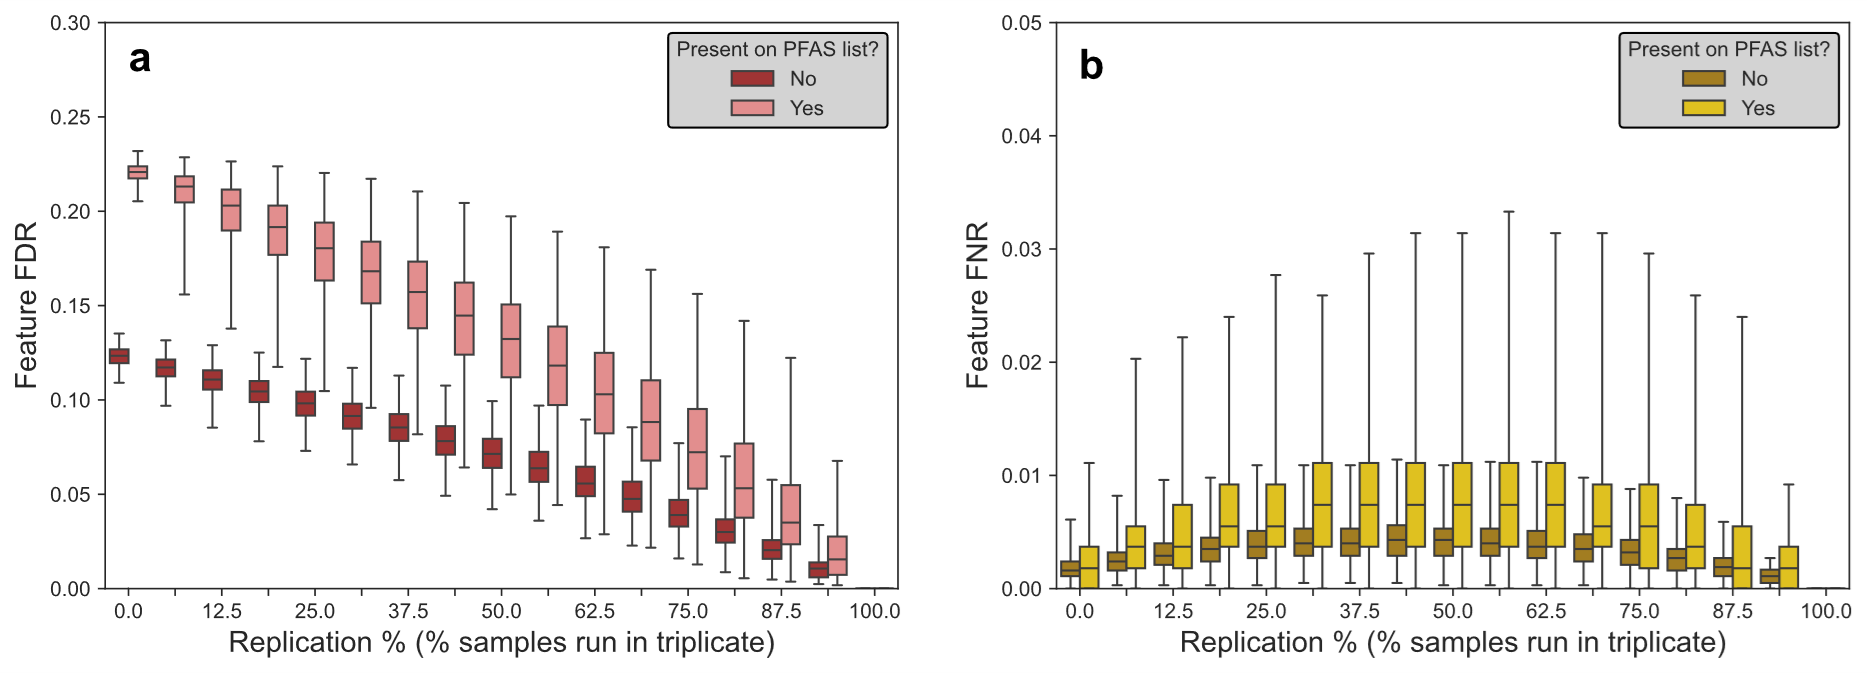 a
Present on PFAS list?
No
Yes
0.30
0.25
0.20
0.15
0.10
0.05
0.00
Feature FDR
0.0 12.5 25.0 37.5 50.0 62.5 75.0 87.5 100.0
Replication % (% samples run in triplicate)
b
Present on PFAS list?
No
Yes
0.05
0.04
0.03
0.02
0.01
0.00
Feature FNR
0.0 12.5 25.0 37.5 50.0 62.5 75.0 87.5 100.0
Replication % (% samples run in triplicate)